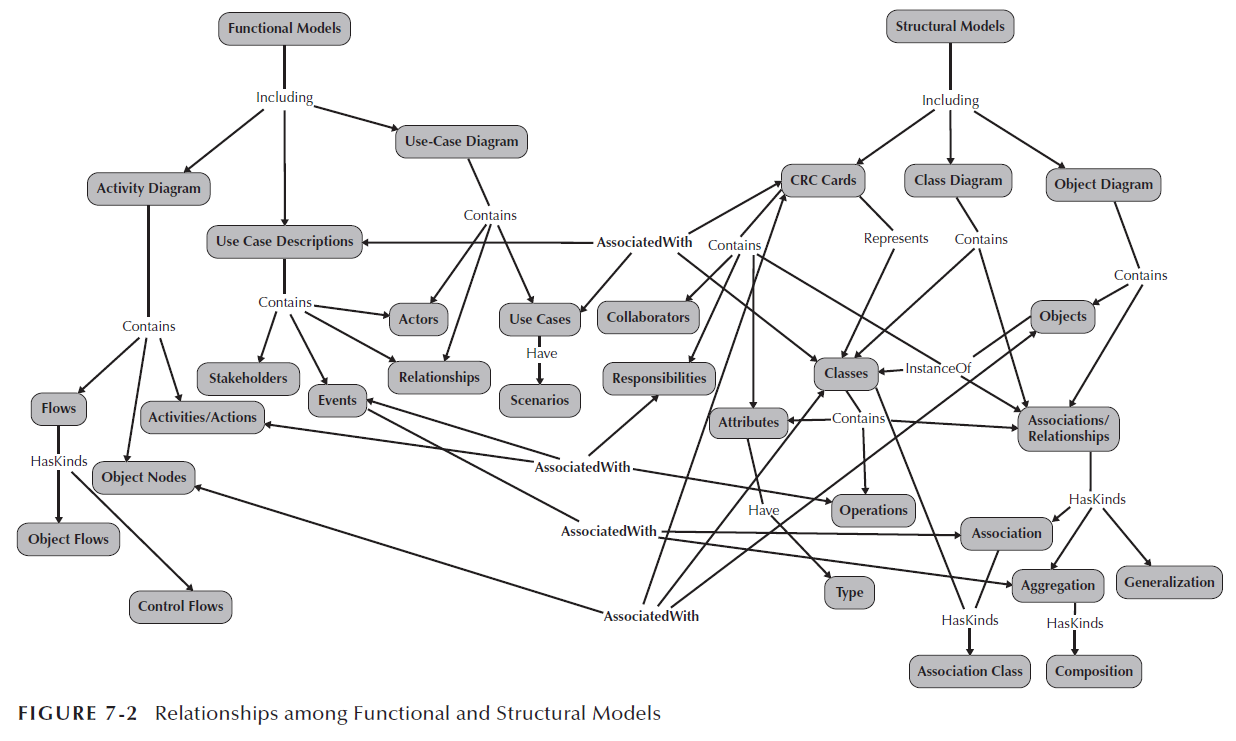 Functional Models
Structural Models
Including
Including
Use-Case Diagram
Activity Diagram
CRC Cards
Class Diagram
Object Diagram
Contains
Use Case Descriptions
AssociatedWith
Contains
Represents
Contains
Contains
Contains
Actors
Use Cases
Collaborators
Objects
Contains
Have
Stakeholders
Relationships
Responsibilities
Classes
InstanceOf
Flows
Activities/Actions
Events
Scenarios
Attributes
Contains
Associations/
Relationships
HasKinds
Object Nodes
AssociatedWith
HasKinds
Have
Operations
Object Flows
AssociatedWith
Association
Control Flows
Type
Aggregation
Generalization
AssociatedWith
HasKinds
HasKinds
Association Class
Composition
FIGURE 7-2 Relationships among Functional and Structural Models